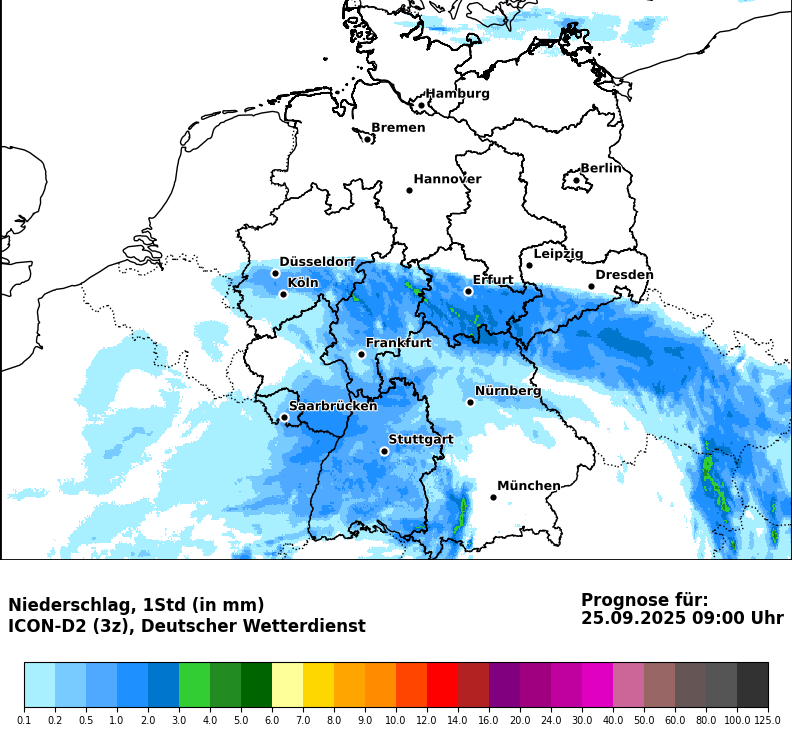 Hamburg
Bremen
Berlin
Hannover
Leipzig
Düsseldorf
Dresden
Köln
Erfurt
Frankfurt
Nürnberg
Saarbrücken
Stuttgart
München
Niederschlag, 1Std (in mm)
ICON-D2 (3z), Deutscher Wetterdienst
Prognose für:
25.09.2025 09:00 Uhr
0.1 0.2 0.5 1.0 2.0 3.0 4.0 5.0 6.0 7.0 8.0 9.0 10.0 12.0 14.0 16.0 20.0 24.0 30.0 40.0 50.0 60.0 80.0 100.0 125.0